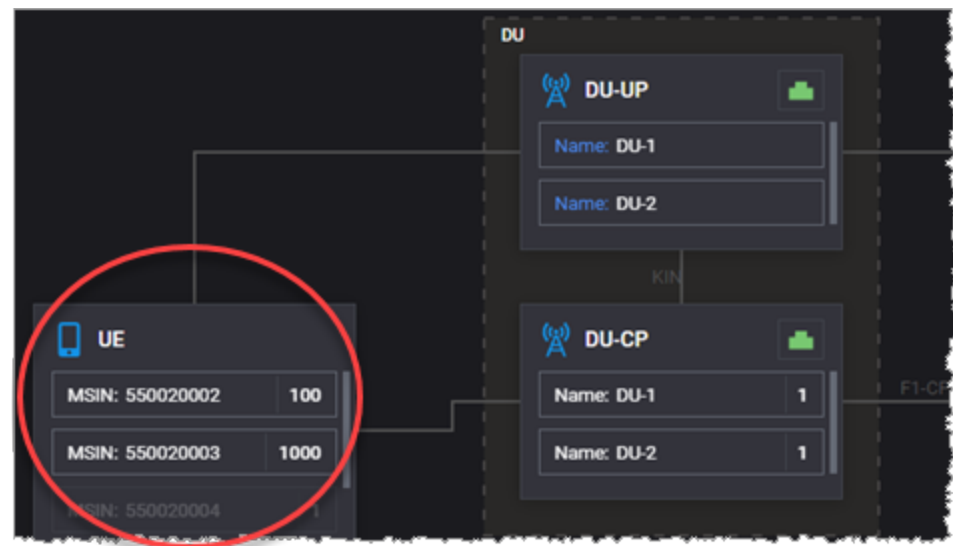 DU
DU-UP
Name: DU-1
Name: DU-2
KIN
UE
MSIN: 550020002 100
MSIN: 550020003 1000
MSIN: 550020004 1
DU-CP
Name: DU-1 1
Name: DU-2 1
F1-CP